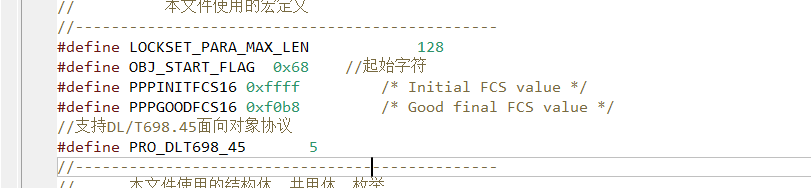 // 本文件使用的宏定义
//-----------------------------------------------
#define LOCKSET_PARA_MAX_LEN 128
#define OBJ_START_FLAG 0x68 //起始字符
#define PPPINITFCS16 0xffff /* Initial FCS value */
#define PPPGOODFCS16 0xf0b8 /* Good final FCS value */
//支持DL/T698.45面向对象协议
#define PRO_DLT698_45 5
//-----------------------------------------------
// 本文件使用的结构体、共用体、枚举